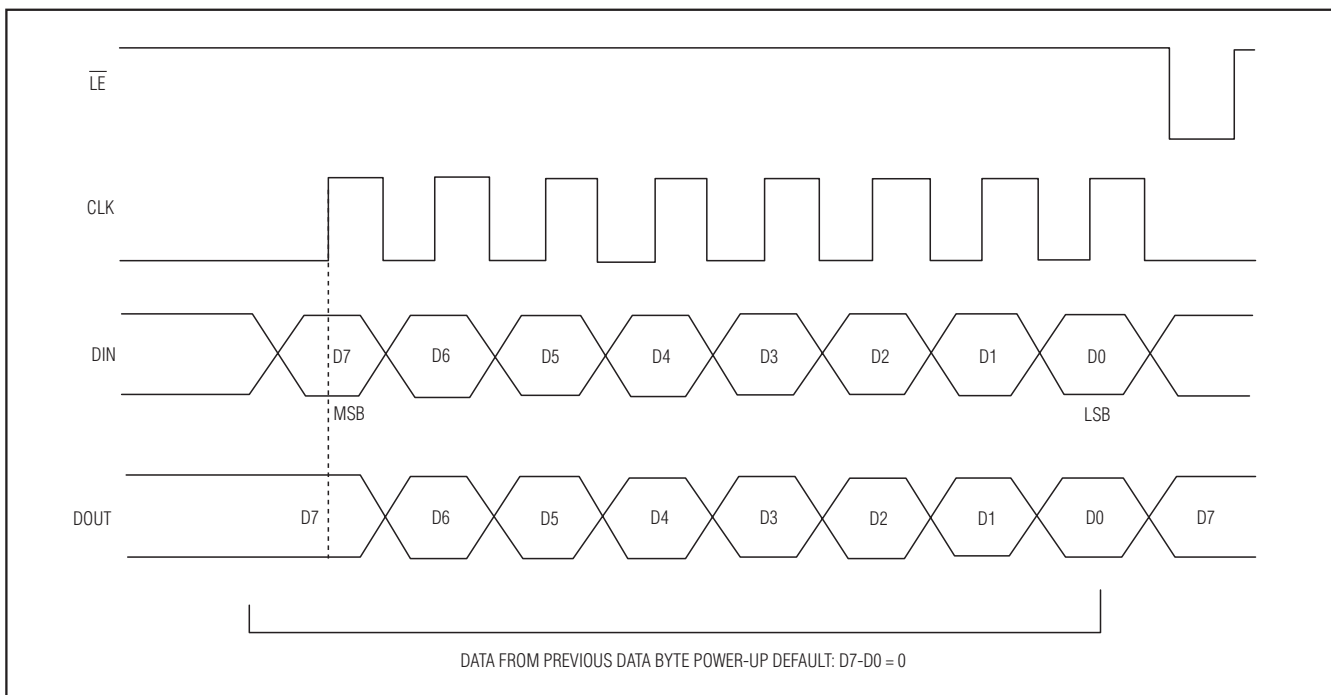 L̅E̅
CLK
DIN
D7 D6 D5 D4 D3 D2 D1 D0
MSB LSB
DOUT
D7 D6 D5 D4 D3 D2 D1 D0 D7
DATA FROM PREVIOUS DATA BYTE POWER-UP DEFAULT: D7-D0 = 0